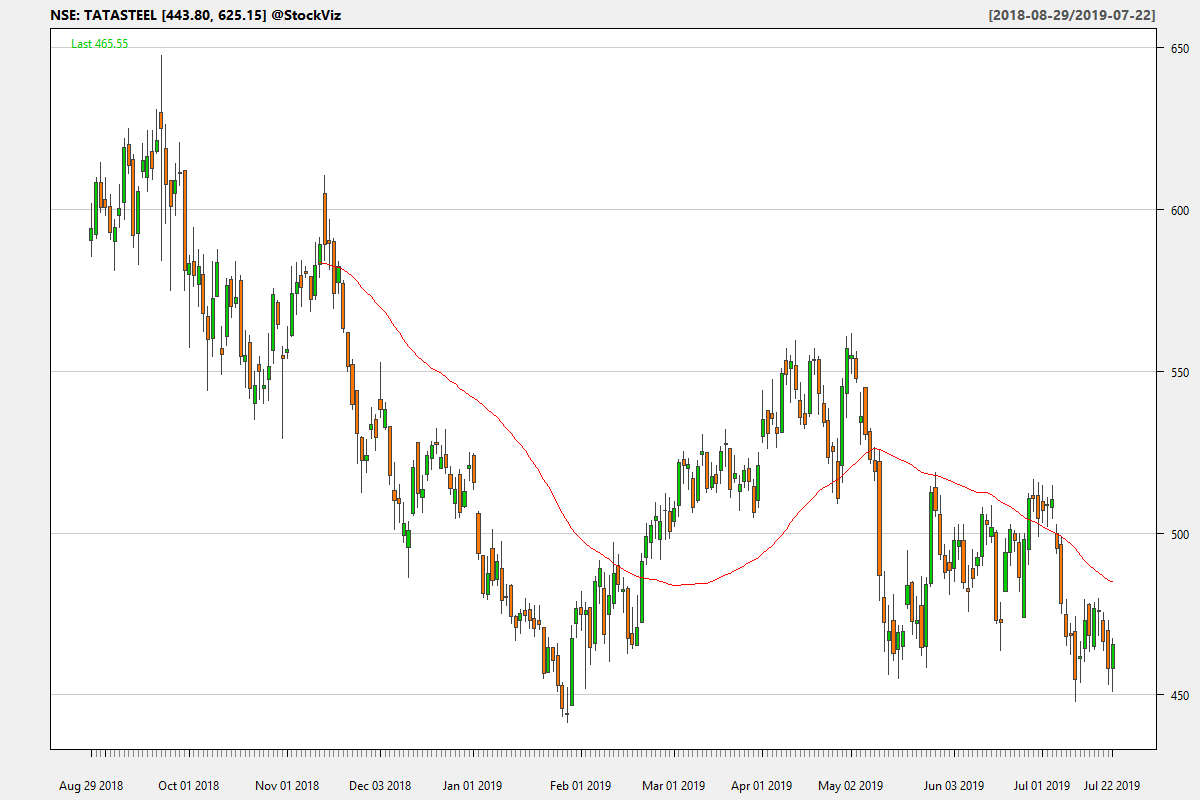 NSE: TATASTEEL [443.80, 625.15] @StockViz [2018-08-29/2019-07-22]
Last 465.55
650
600
550
500
450
Aug 29 2018 Oct 01 2018 Nov 01 2018 Dec 03 2018 Jan 01 2019 Feb 01 2019 Mar 01 2019 Apr 01 2019 May 02 2019 Jun 03 2019 Jul 01 2019 Jul 22 2019